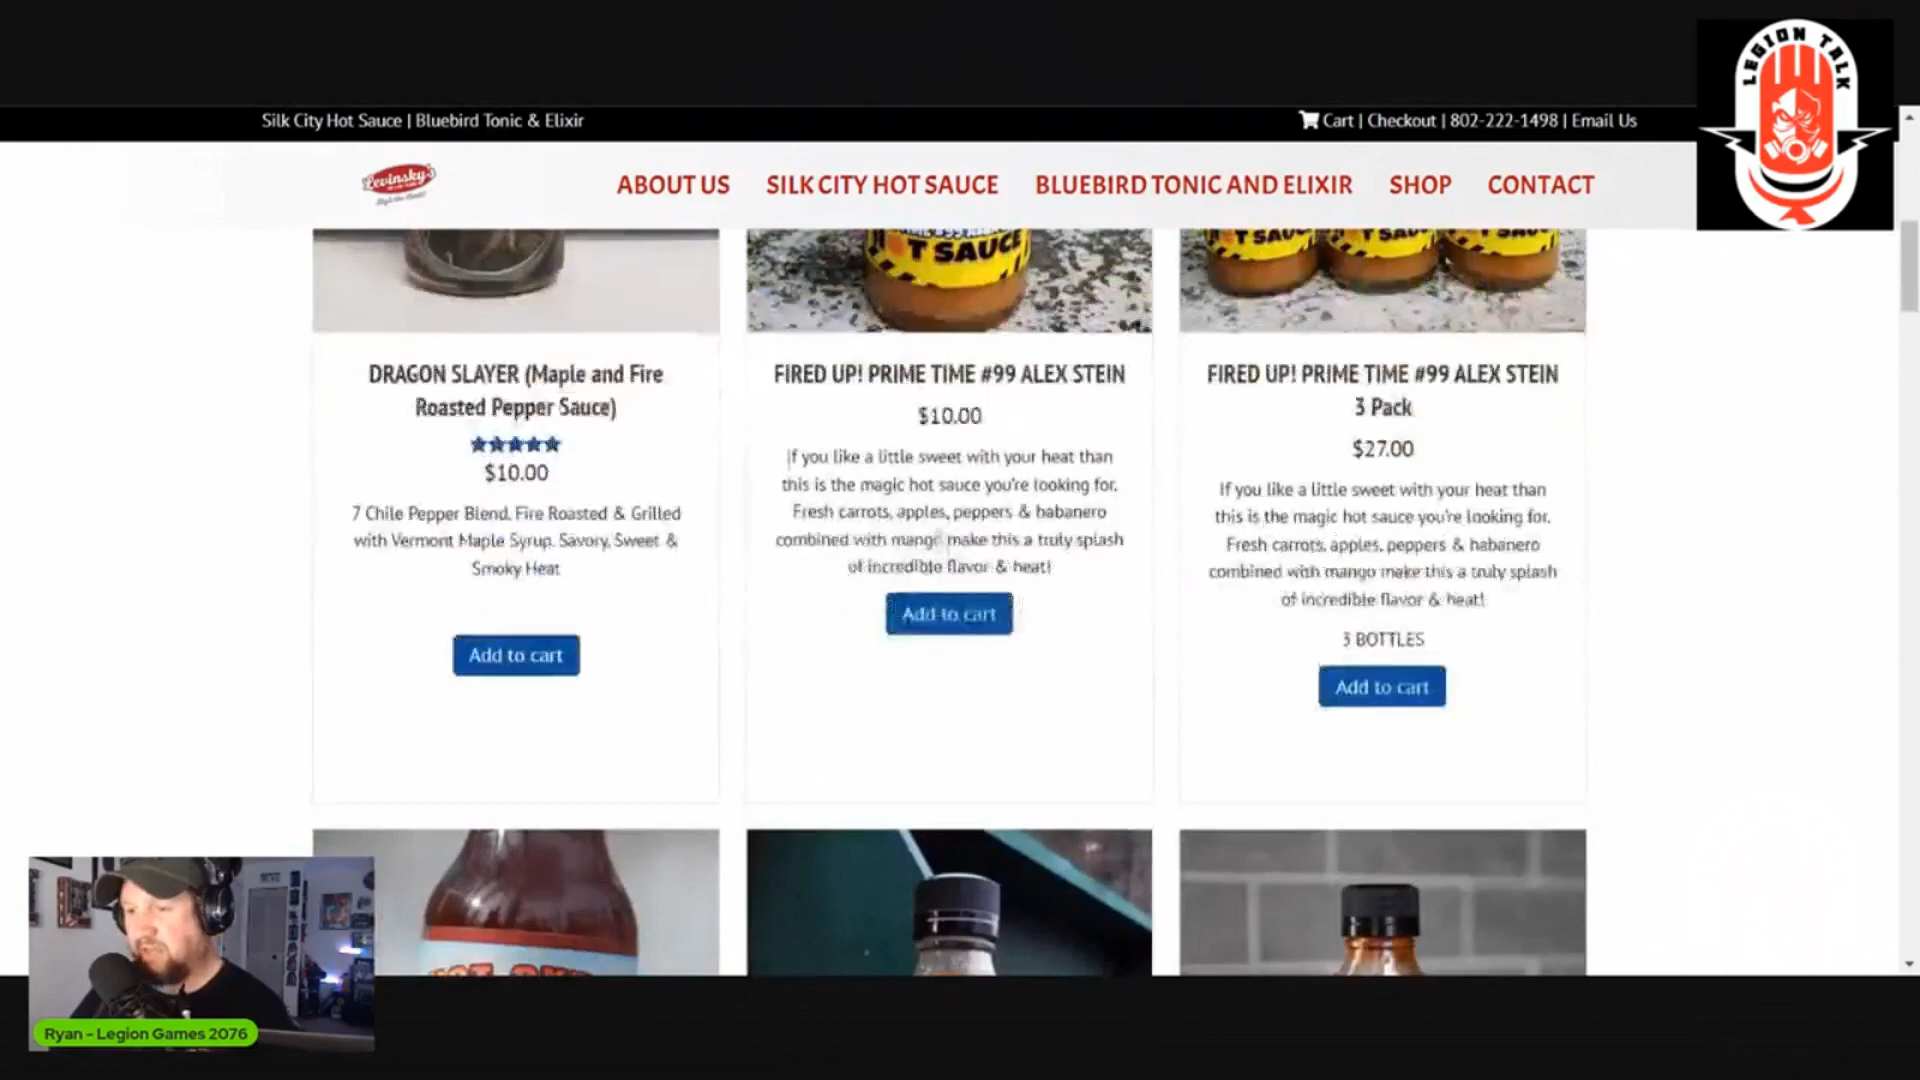 LEGION TALK
Silk City Hot Sauce | Bluebird Tonic & Elixir
Cart | Checkout | 802-222-1498 | Email Us
Levinsky's
ABOUT US
SILK CITY HOT SAUCE
BLUEBIRD TONIC AND ELIXIR
SHOP
CONTACT
HOT SAUCE
DRAGON SLAYER (Maple and Fire
Roasted Pepper Sauce)
$10.00
7 Chile Pepper Blend, Fire Roasted & Grilled
with Vermont Maple Syrup. Savory, Sweet &
Smoky Heat
Add to cart
FIRED UP! PRIME TIME #99 ALEX STEIN
$10.00
If you like a little sweet with your heat than
this is the magic hot sauce you're looking for.
Fresh carrots, apples, peppers & habanero
combined with mango make this a truly splash
of incredible flavor & heat!
Add to cart
FIRED UP! PRIME TIME #99 ALEX STEIN
3 Pack
$27.00
If you like a little sweet with your heat than
this is the magic hot sauce you're looking for.
Fresh carrots, apples, peppers & habanero
combined with mango make this a truly splash
of incredible flavor & heat!
3 BOTTLES
Add to cart
Ryan - Legion Games 2076